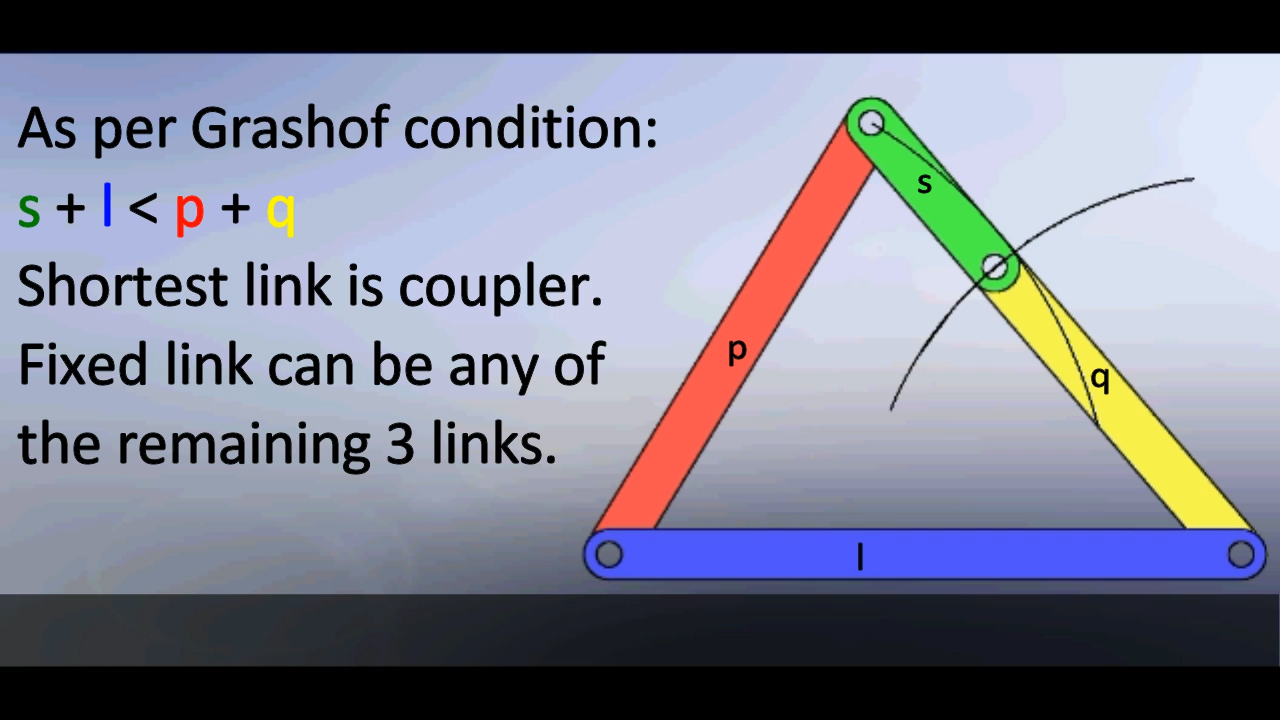 As per Grashof condition:
s + l < p + q
Shortest link is coupler.
Fixed link can be any of
the remaining 3 links.
s
p
q
l